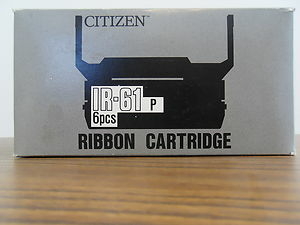 CITIZEN
IR-61 P
6pcs
RIBBON CARTRIDGE